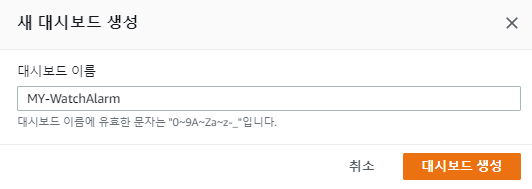 새 대시보드 생성
대시보드 이름
MY-WatchAlarm
대시보드 이름에 유효한 문자는 "0~9A~Za~z-_"입니다.
취소
대시보드 생성